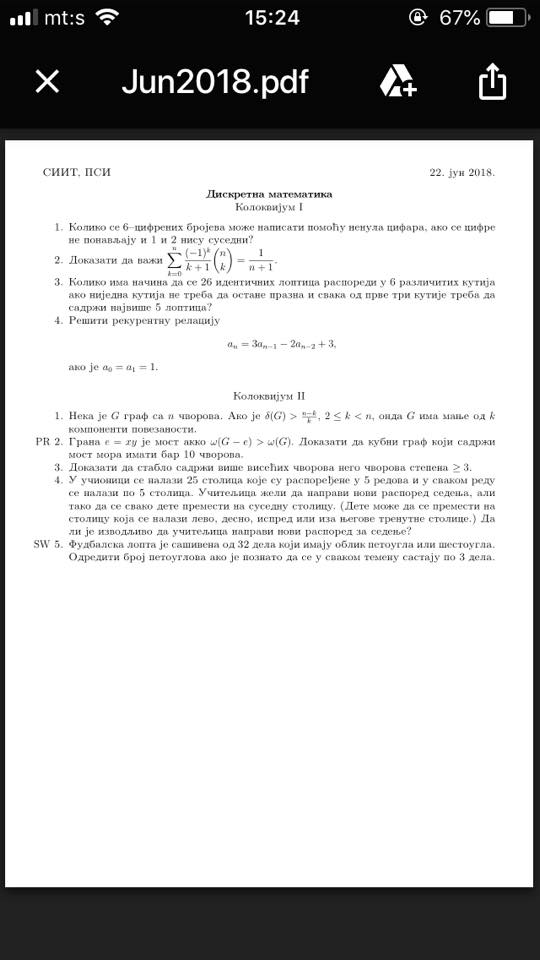 mt:s 15:24 67%
Jun2018.pdf
СИИТ, ПСИ 22. јун 2018.
Дискретна математика
Колоквијум I
1. Колико се 6–цифрених бројева може написати помоћу ненула цифара, ако се цифре
не понављају и 1 и 2 нису суседни?
2. Доказати да важи $\sum_{k=0}^{n} \frac{(-1)^k}{k+1} \binom{n}{k} = \frac{1}{n+1}$.
3. Колико има начина да се 26 идентичних лоптица распореди у 6 различитих кутија
ако ниједна кутија не треба да остане празна и свака од прве три кутије треба да
садржи највише 5 лоптица?
4. Решити рекурентну релацију
$a_n = 3a_{n-1} - 2a_{n-2} + 3,$
ако је $a_0 = a_1 = 1$.
Колоквијум II
1. Нека је G граф са n чворова. Ако је $\delta(G) > \frac{n-k}{k}$, $2 \leq k < n$, онда G има мање од k
компоненти повезаности.
PR 2. Грана e = xy је мост акко ω(G − e) > ω(G). Доказати да кубни граф који садржи
мост мора имати бар 10 чворова.
3. Доказати да стабло садржи више висећих чворова него чворова степена ≥ 3.
4. У учионици се налази 25 столица које су распоређене у 5 редова и у сваком реду
се налази по 5 столица. Учитељица жели да направи нови распоред седења, али
тако да се свако дете премести на суседну столицу. (Дете може да се премести на
столицу која се налази лево, десно, испред или иза његове тренутне столице.) Да
ли је изводљиво да учитељица направи нови распоред за седење?
SW 5. Фудбалска лопта је сашивена од 32 дела који имају облик петоугла или шестоугла.
Одредити број петоуглова ако је познато да се у сваком темену састају по 3 дела.